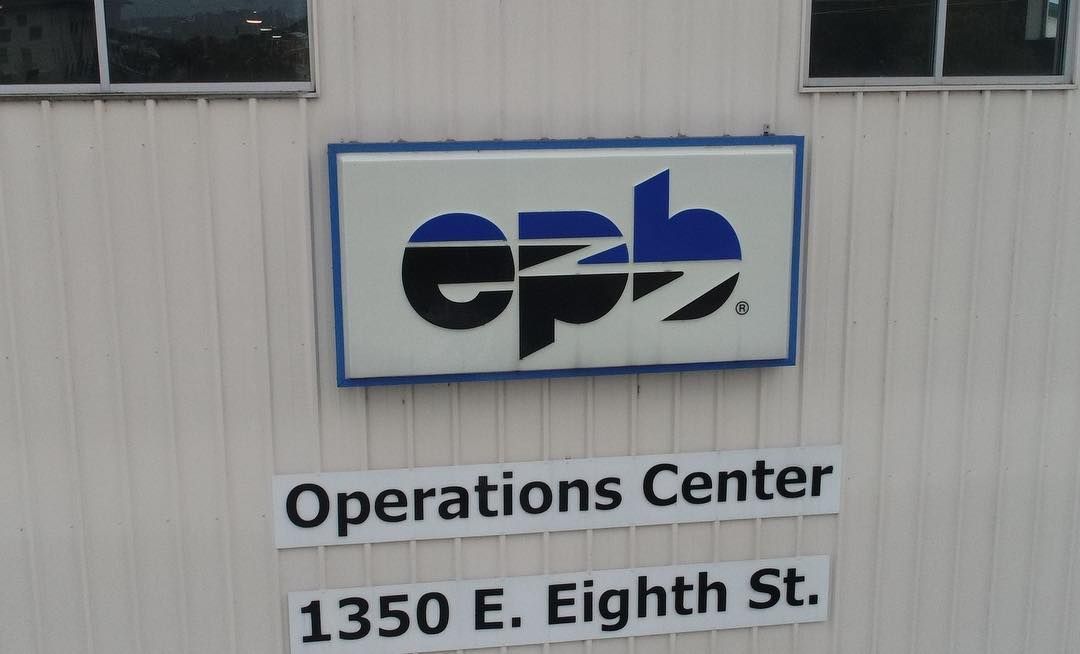 epb®
Operations Center
1350 E. Eighth St.